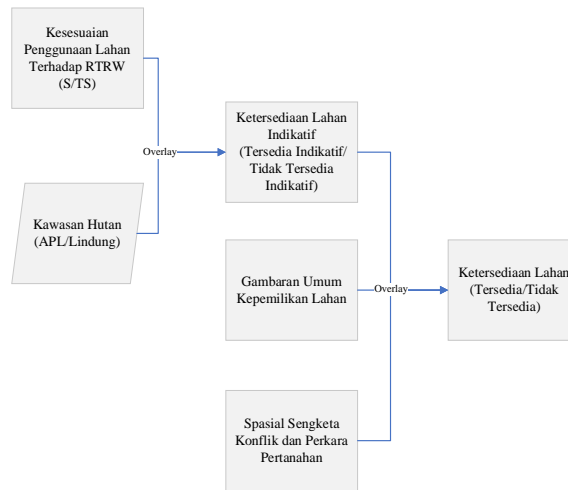 Kesesuaian
Penggunaan Lahan
Terhadap RTRW
(S/TS)
Overlay
Kawasan Hutan
(APL/Lindung)
Ketersediaan Lahan
Indikatif
(Tersedia Indikatif/
Tidak Tersedia
Indikatif)
Gambaran Umum
Kepemilikan Lahan
Overlay
Spasial Sengketa
Konflik dan Perkara
Pertanahan
Ketersediaan Lahan
(Tersedia/Tidak
Tersedia)